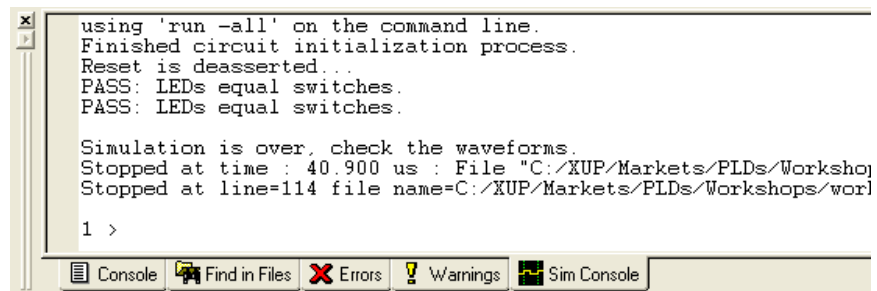 using 'run -all' on the command line.
Finished circuit initialization process.
Reset is deasserted...
PASS: LEDs equal switches.
PASS: LEDs equal switches.
Simulation is over, check the waveforms.
Stopped at time : 40.900 us : File "C:/XUP/Markets/PLDs/Workshop
Stopped at line=114 file name=C:/XUP/Markets/PLDs/Workshops/worl
1 >
Console Find in Files Errors Warnings Sim Console